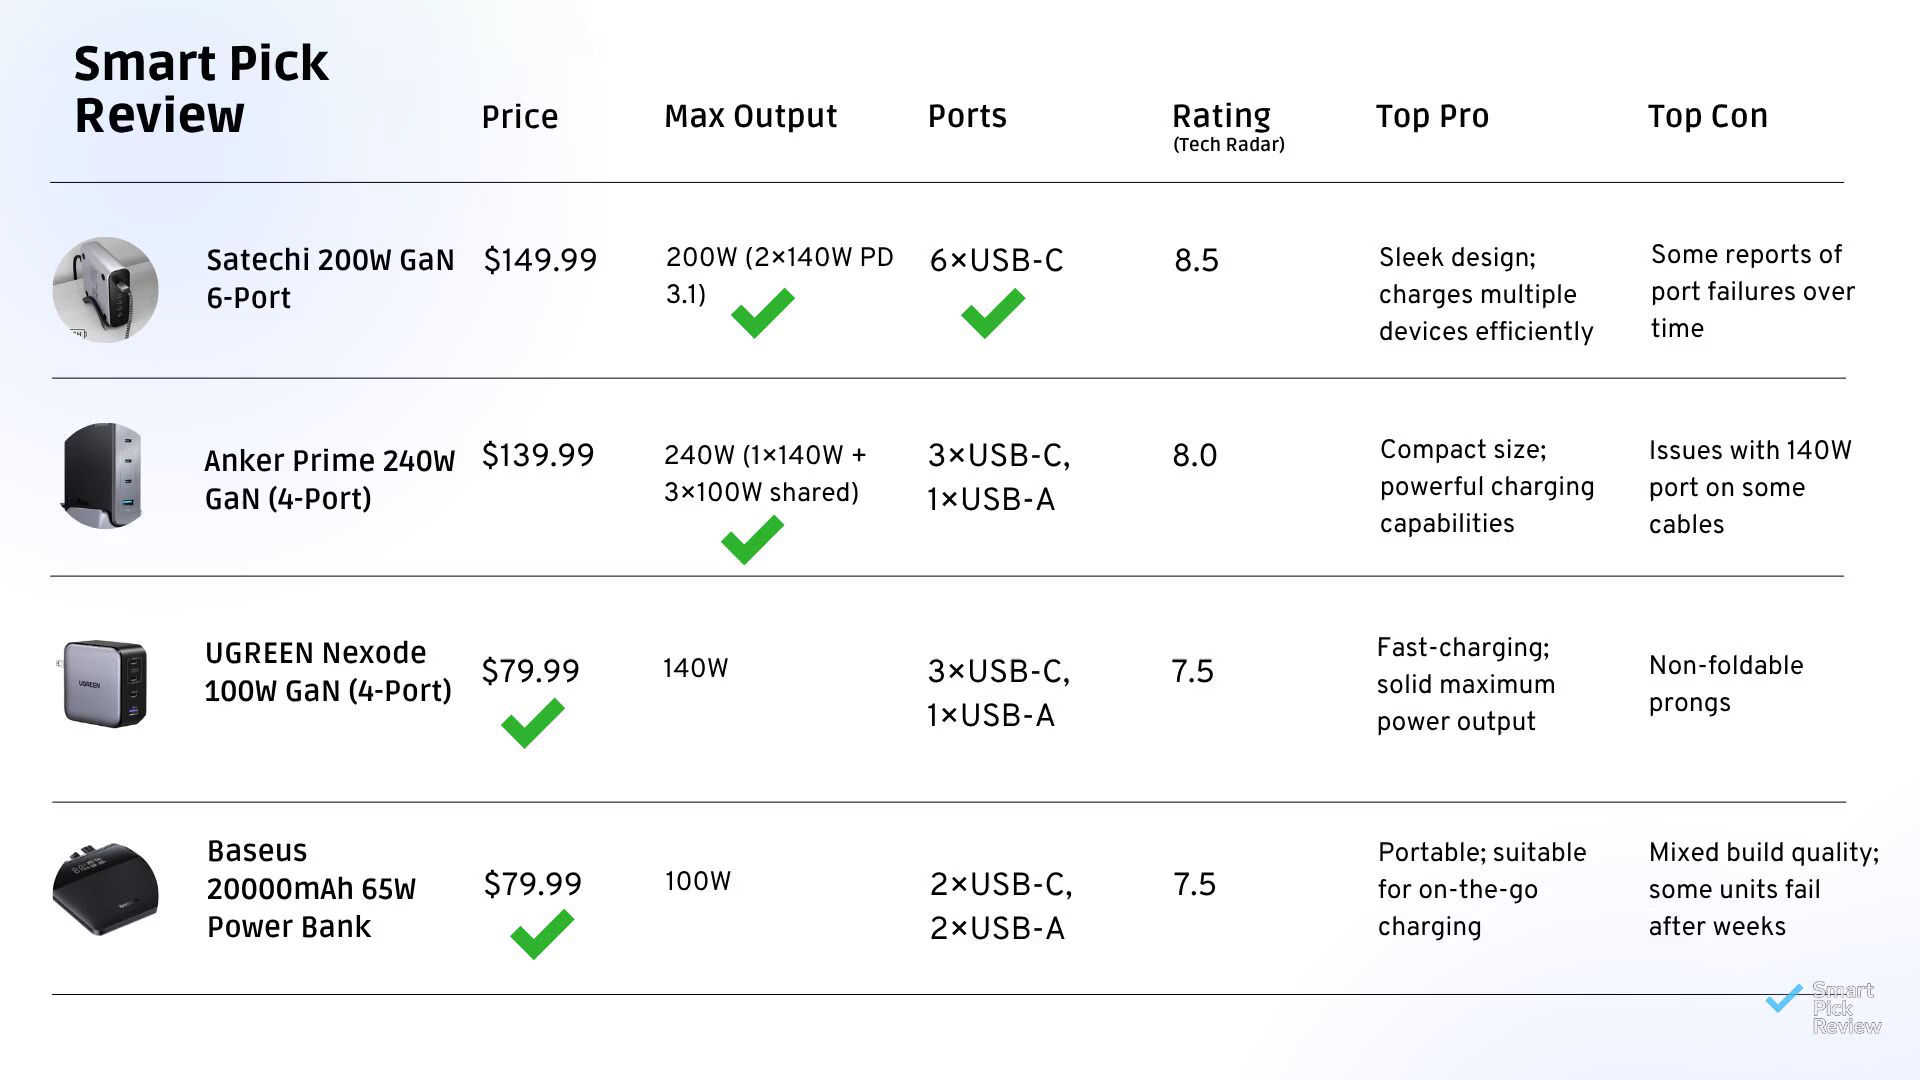 Smart Pick
Review
Price
Max Output
Ports
Rating
(Tech Radar)
Top Pro
Top Con
Satechi 200W GaN
6-Port
$149.99
200W (2×140W PD
3.1)
6×USB-C
8.5
Sleek design;
charges multiple
devices efficiently
Some reports of
port failures over
time
Anker Prime 240W
GaN (4-Port)
$139.99
240W (1×140W +
3×100W shared)
3×USB-C,
1×USB-A
8.0
Compact size;
powerful charging
capabilities
Issues with 140W
port on some
cables
UGREEN
UGREEN Nexode
100W GaN (4-Port)
$79.99
140W
3×USB-C,
1×USB-A
7.5
Fast-charging;
solid maximum
power output
Non-foldable
prongs
Baseus
20000mAh 65W
Power Bank
$79.99
100W
2×USB-C,
2×USB-A
7.5
Portable; suitable
for on-the-go
charging
Mixed build quality;
some units fail
after weeks
Smart
Pick
Review